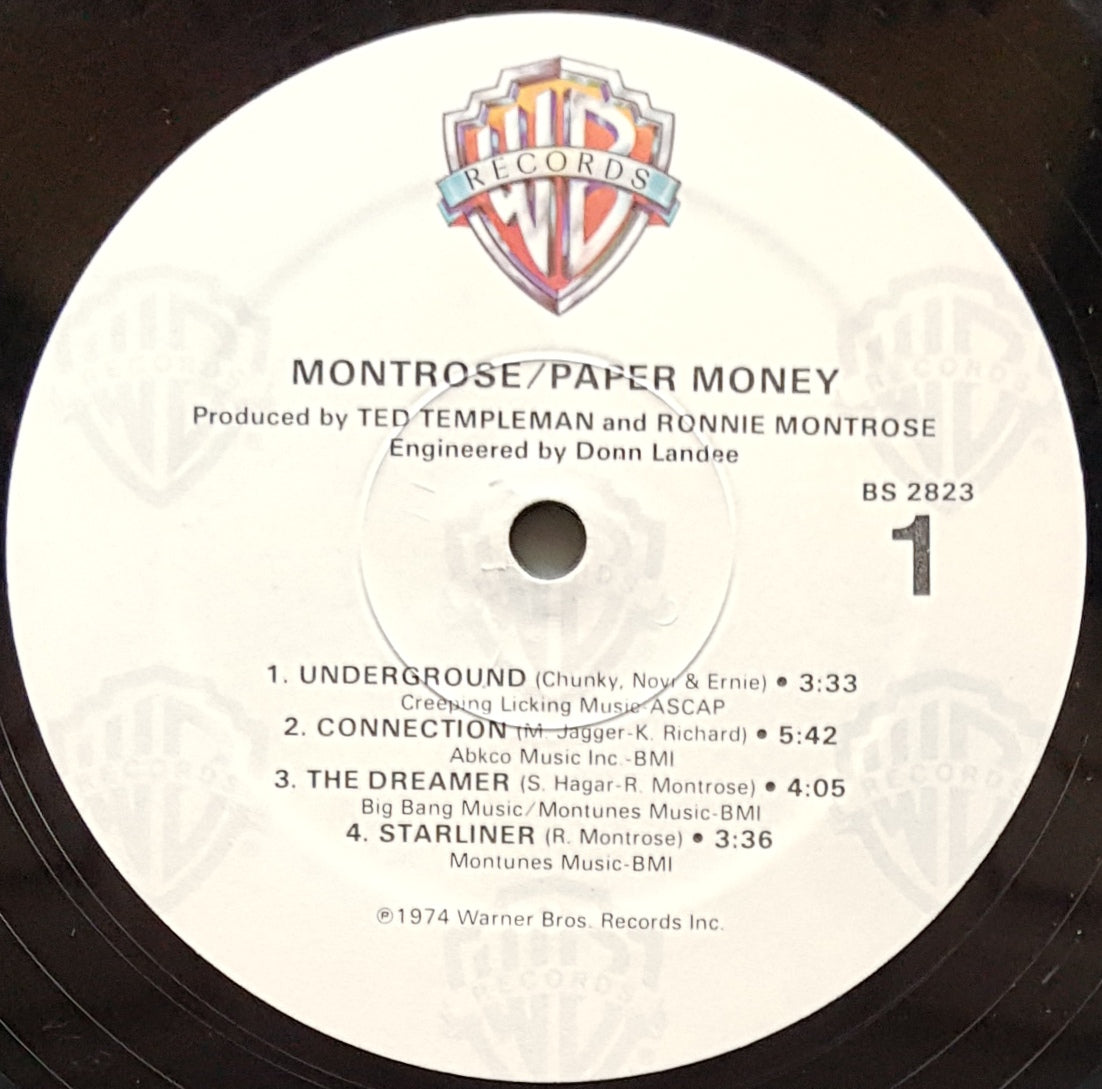 WB
RECORDS
MONTROSE/PAPER MONEY
Produced by TED TEMPLEMAN and RONNIE MONTROSE
Engineered by Donn Landee
BS 2823
1
1. UNDERGROUND (Chunky, Novi & Ernie) • 3:33
Creeping Licking Music-ASCAP
2. CONNECTION (M. Jagger-K. Richard) • 5:42
Abkco Music Inc.-BMI
3. THE DREAMER (S. Hagar-R. Montrose) • 4:05
Big Bang Music/Montunes Music-BMI
4. STARLINER (R. Montrose) • 3:36
Montunes Music-BMI
℗1974 Warner Bros. Records Inc.